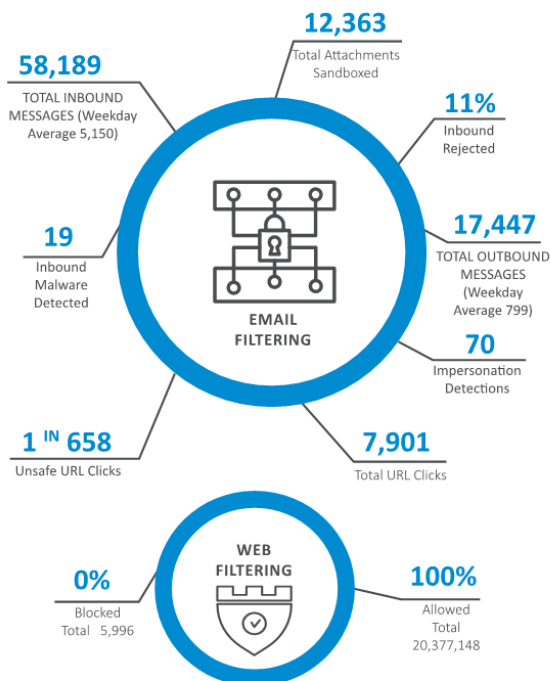 12,363
Total Attachments
Sandboxed
58,189
TOTAL INBOUND
MESSAGES (Weekday
Average 5,150)
11%
Inbound
Rejected
19
Inbound
Malware
Detected
17,447
TOTAL OUTBOUND
MESSAGES
(Weekday
Average 799)
EMAIL
FILTERING
70
Impersonation
Detections
1 IN 658
Unsafe URL Clicks
7,901
Total URL Clicks
WEB
FILTERING
0%
Blocked
Total 5,996
100%
Allowed
Total
20,377,148